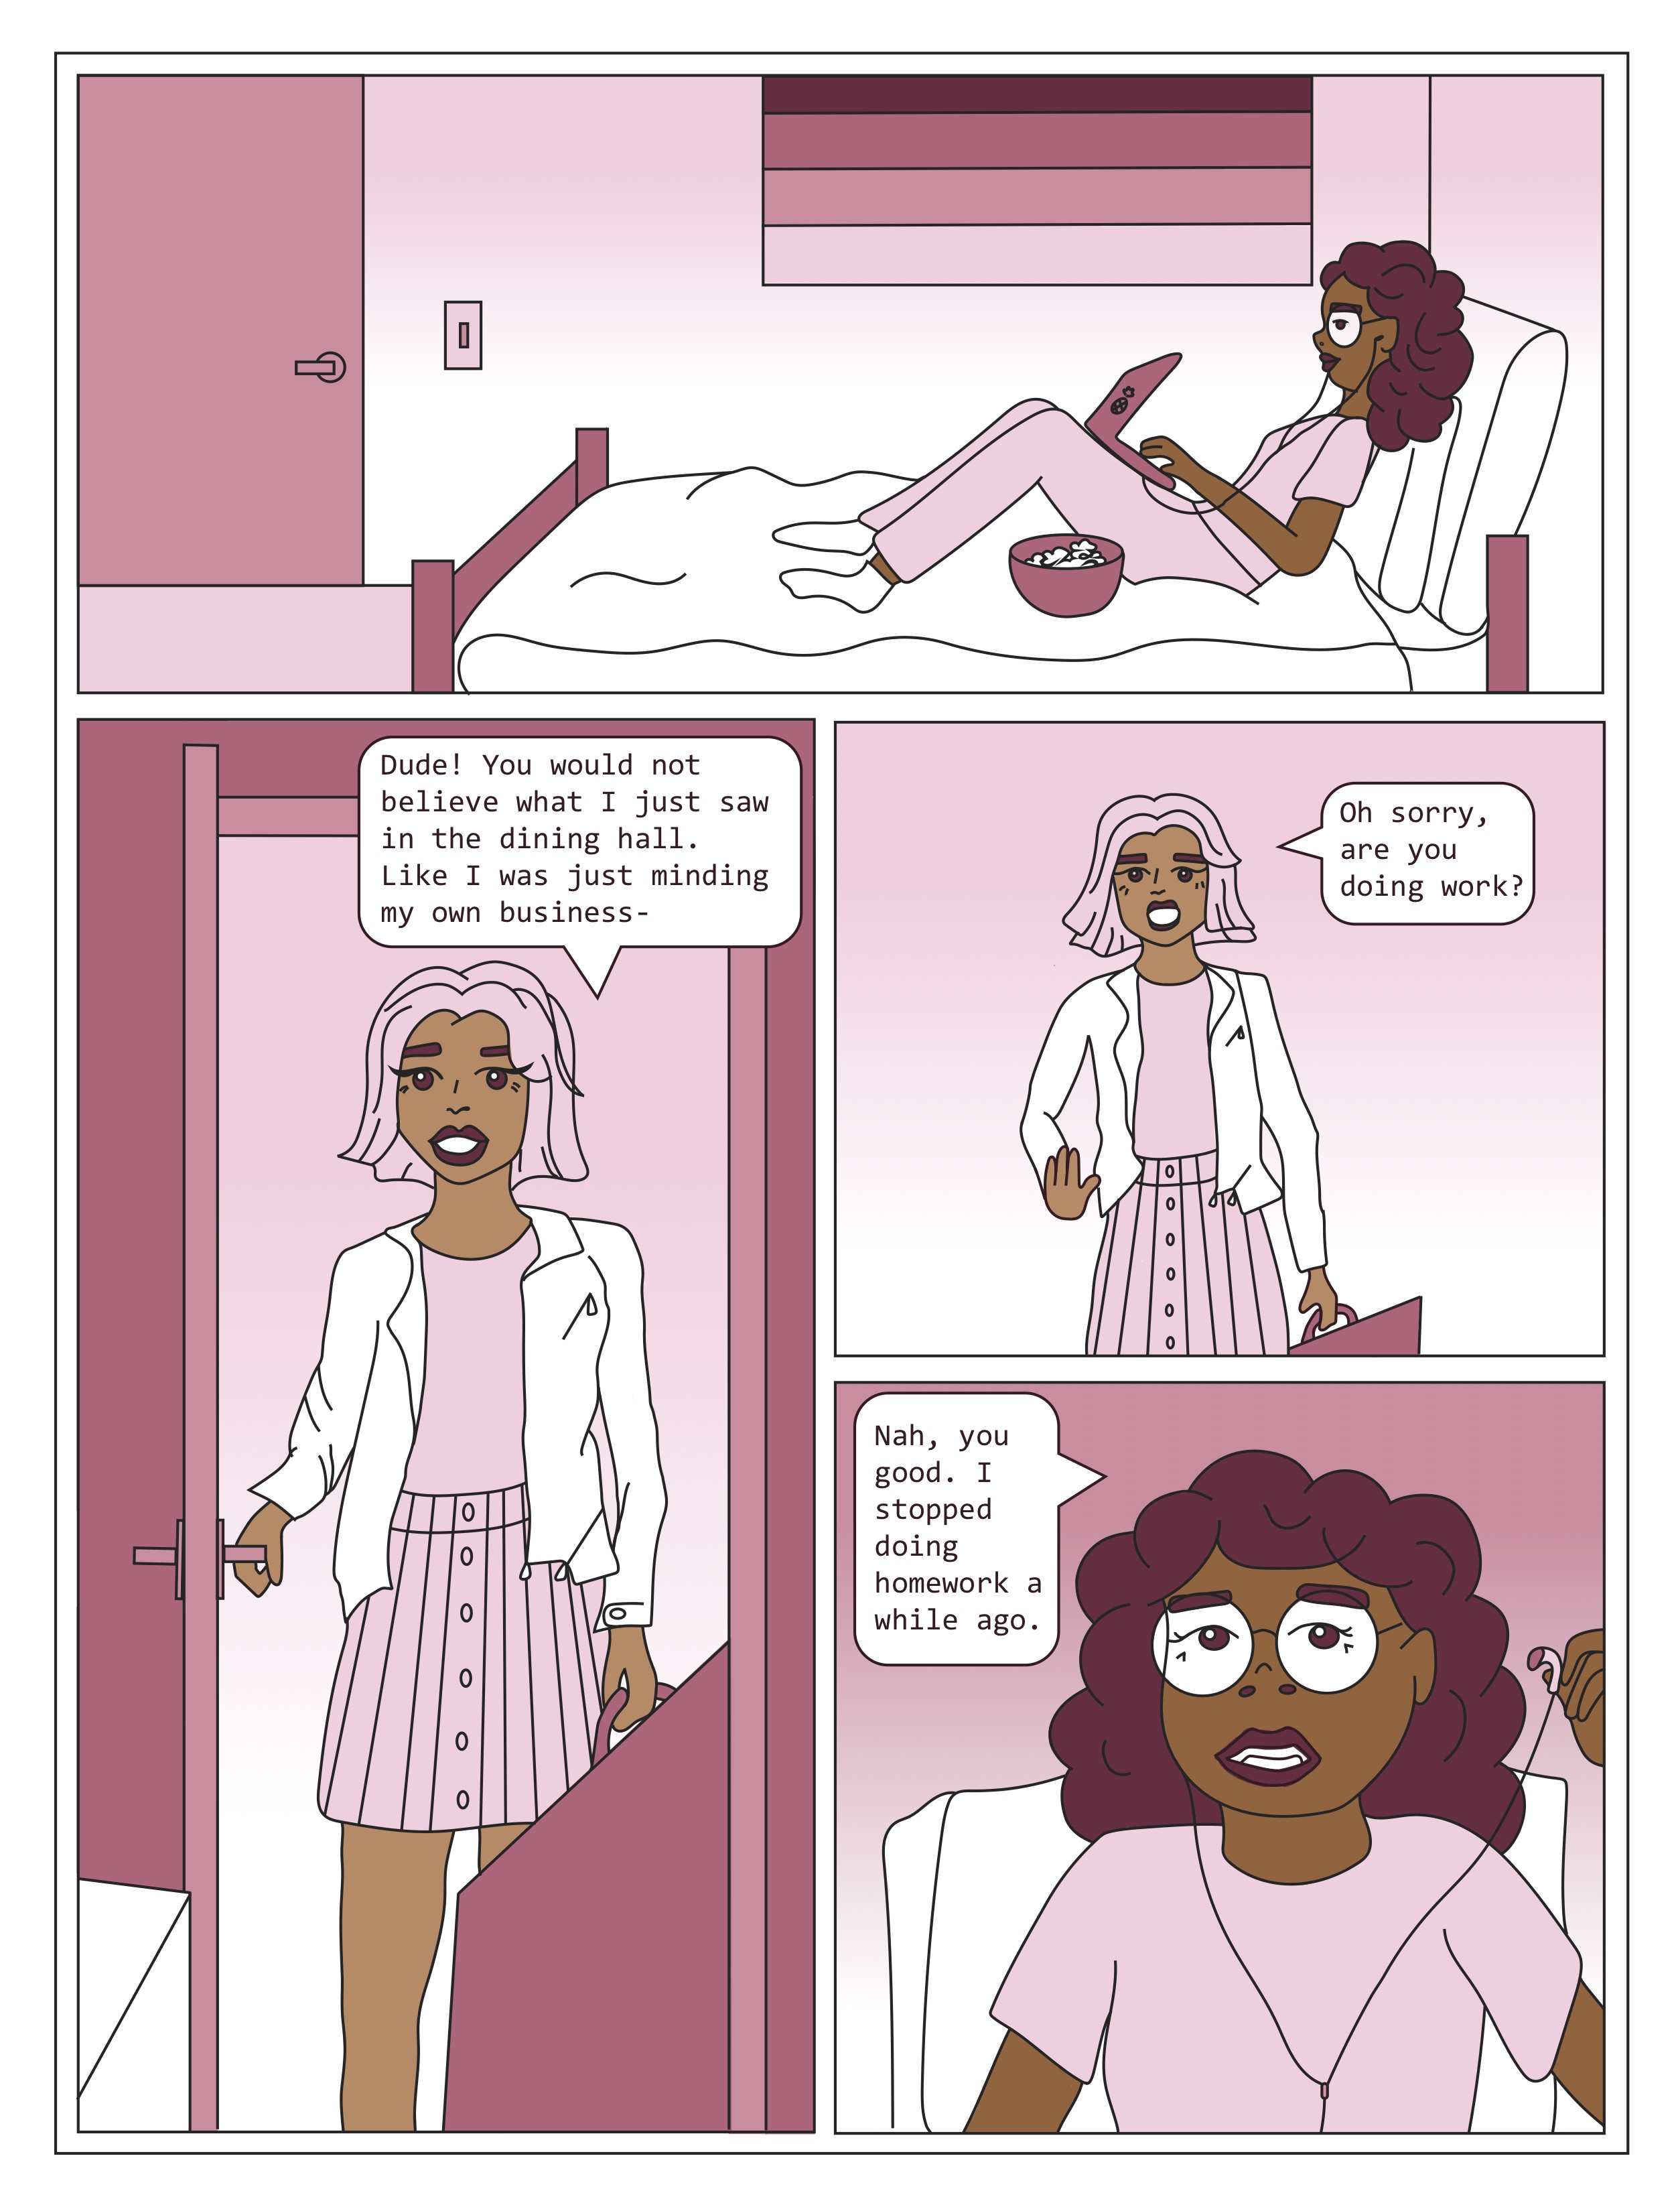 Dude! You would not
believe what I just saw
in the dining hall.
Like I was just minding
my own business-
Oh sorry,
are you
doing work?
Nah, you
good. I
stopped
doing
homework a
while ago.